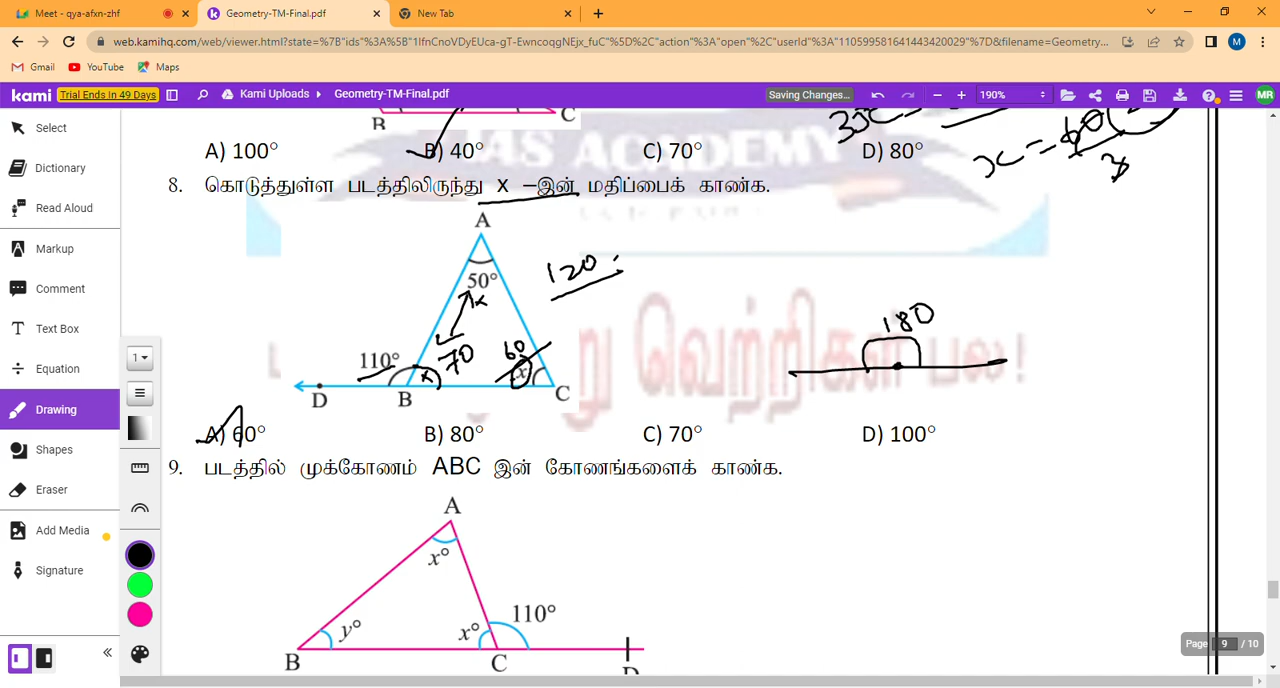 Meet - qya-afxn-zhf
Geometry-TM-Final.pdf
New Tab
web.kamihq.com/web/viewer.html?state=%7B"ids"%3A%5B"1IfnCnoVDyEUca-gT-EwncoqgNEjx_fuC"%5D%2C"action"%3A"open"%2C"userId"%3A"110599581641443420029"%7D&filename=Geometry...
M
Gmail
YouTube
Maps
kami
Trial Ends In 49 Days
Kami Uploads
Geometry-TM-Final.pdf
Saving Changes...
190%
MR
Select
Dictionary
Read Aloud
Markup
Comment
Text Box
Equation
Drawing
Shapes
Eraser
Add Media
Signature
1
B
C
IAS ACADEMY
A) 100°
B) 40°
C) 70°
D) 80°
8. கொடுத்துள்ள படத்திலிருந்து x –இன் மதிப்பைக் காண்க.
A
50°
x
120
180
110°
x
70
60
x
D
B
C
வெற்றிகள் பல !
A) 60°
B) 80°
C) 70°
D) 100°
9. படத்தில் முக்கோணம் ABC இன் கோணங்களைக் காண்க.
A
x°
110°
y°
x°
B
C
D
Page 9 / 10